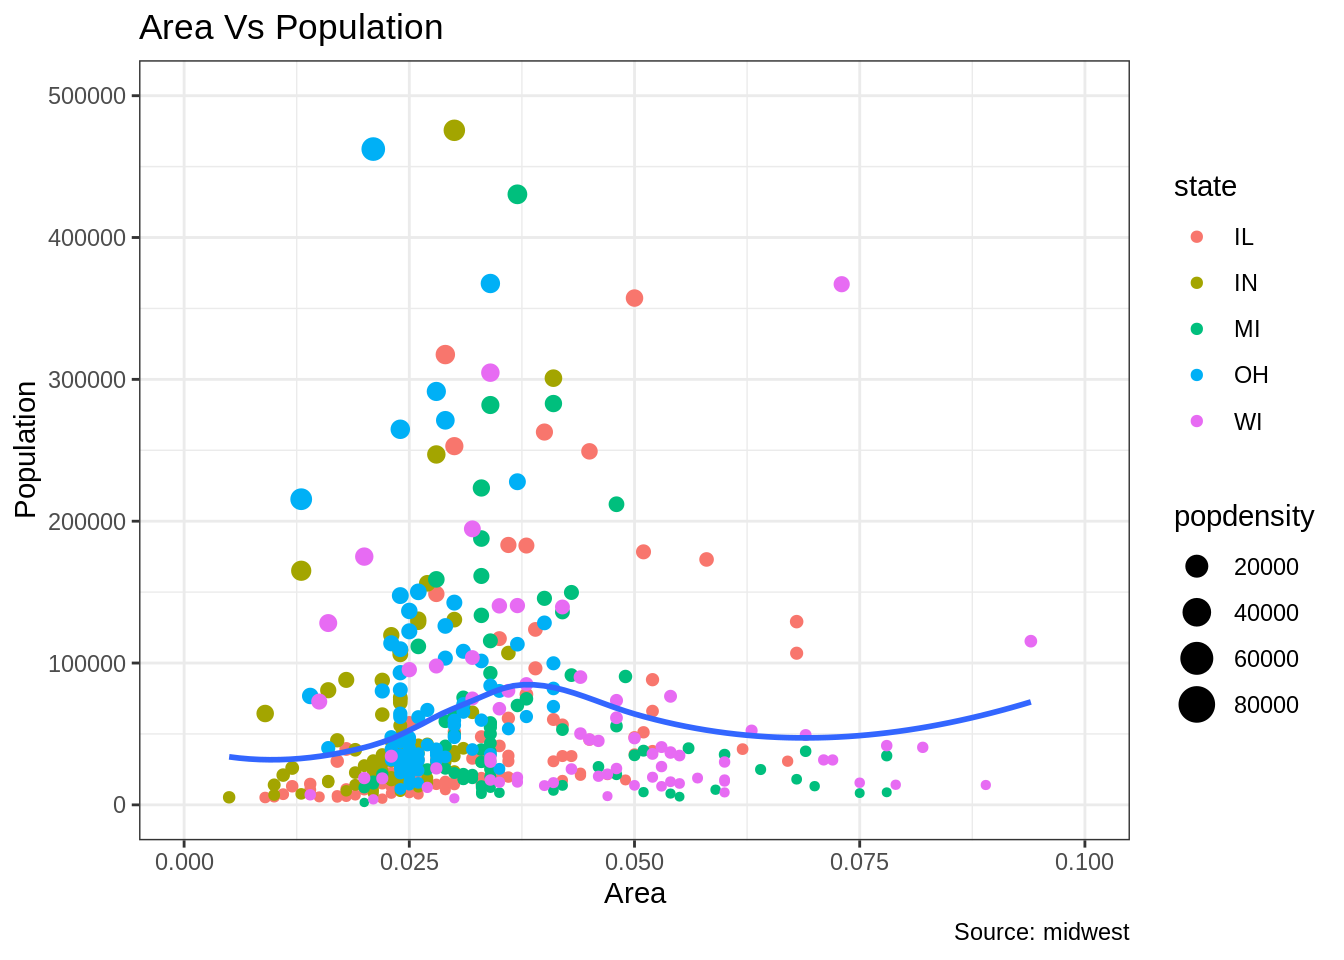 Area Vs Population
500000
400000
300000
200000
100000
0
Population
0.000
0.025
0.050
0.075
0.100
Area
state
IL
IN
MI
OH
WI
popdensity
20000
40000
60000
80000
Source: midwest